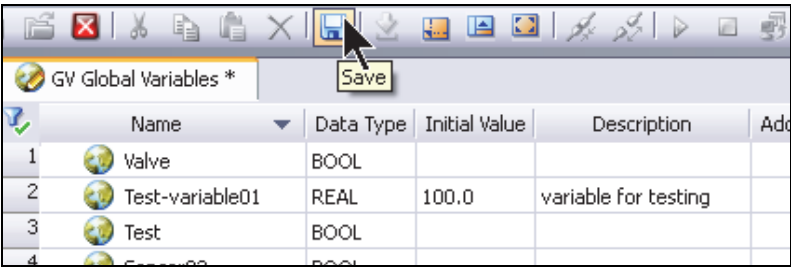 GV Global Variables *
Save
Name Data Type Initial Value Description
1 Valve BOOL
2 Test-variable01 REAL 100.0 variable for testing
3 Test BOOL
4